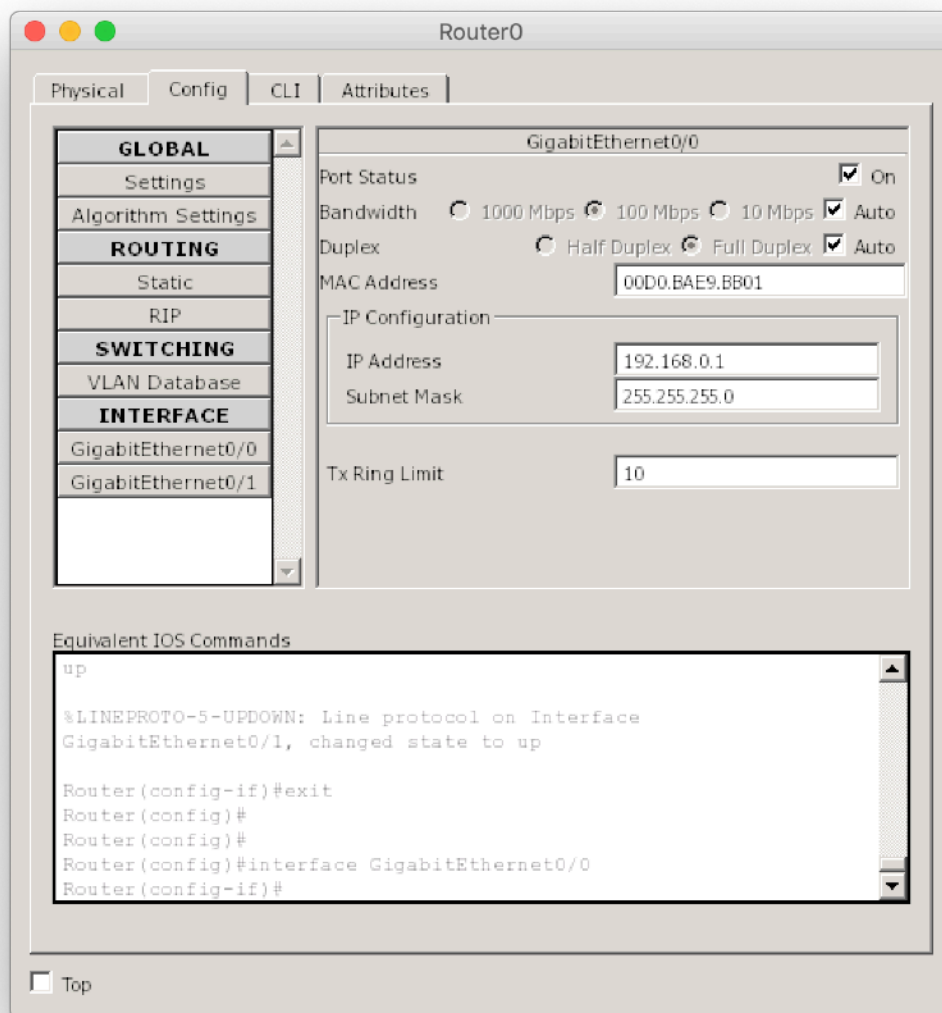 Router0
Physical Config CLI Attributes
GLOBAL
Settings
Algorithm Settings
ROUTING
Static
RIP
SWITCHING
VLAN Database
INTERFACE
GigabitEthernet0/0
GigabitEthernet0/1
GigabitEthernet0/0
Port Status On
Bandwidth 1000 Mbps 100 Mbps 10 Mbps Auto
Duplex Half Duplex Full Duplex Auto
MAC Address 00D0.BAE9.BB01
IP Configuration
IP Address 192.168.0.1
Subnet Mask 255.255.255.0
Tx Ring Limit 10
Equivalent IOS Commands
up
%LINEPROTO-5-UPDOWN: Line protocol on Interface
GigabitEthernet0/1, changed state to up
Router(config-if)#exit
Router(config)#
Router(config)#
Router(config)#interface GigabitEthernet0/0
Router(config-if)#
Top